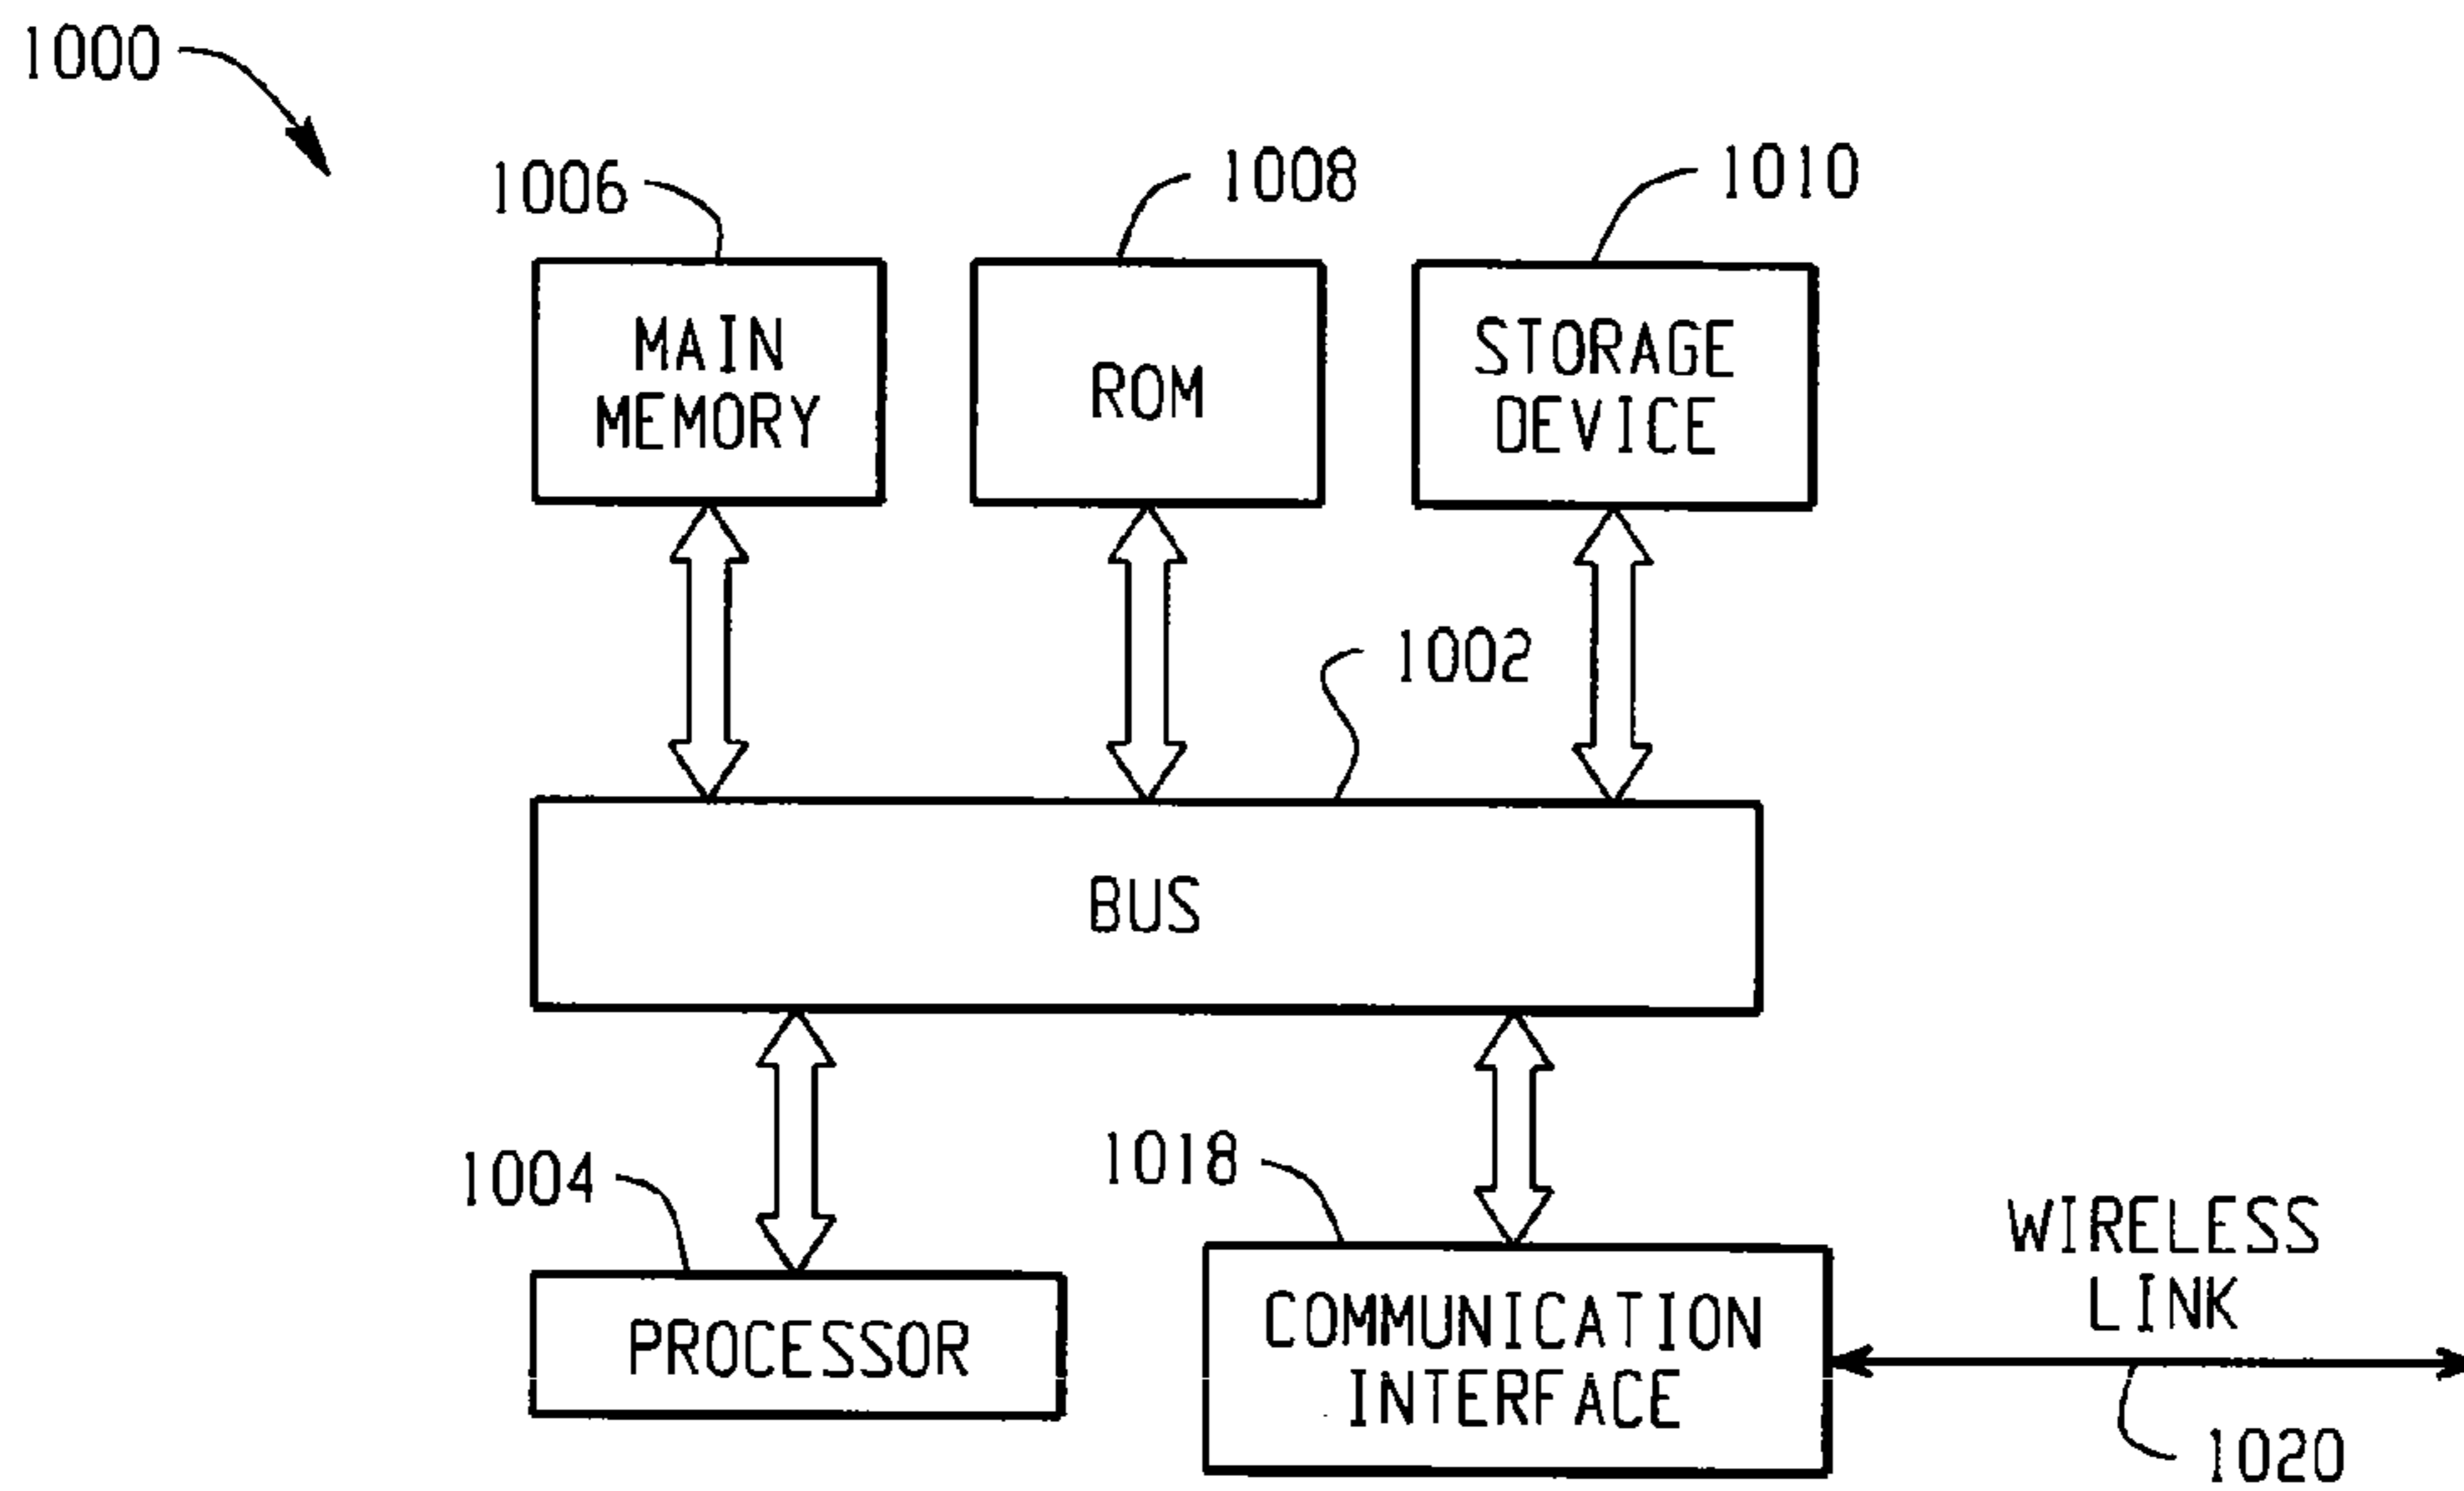 1000
1006
1008
1010
MAIN
MEMORY
ROM
STORAGE
DEVICE
1002
BUS
1004
1018
PROCESSOR
COMMUNICATION
INTERFACE
WIRELESS
LINK
1020